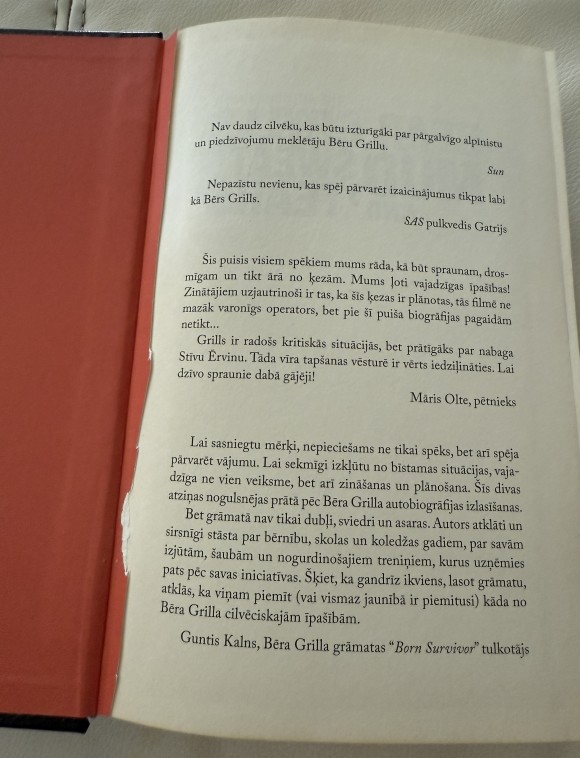 Nav daudz cilvēku, kas būtu izturīgāki par pārgalvīgo alpīnistu
un piedzīvojumu meklētāju Bēru Grillu.
Sun
Nepazīstu nevienu, kas spēj pārvarēt izaicinājumus tikpat labi
kā Bērs Grills.
SAS pulkvedis Gatrijs
Šis puisis visiem spēkiem mums rāda, kā būt spraunam, dros-
mīgam un tikt ārā no ķezām. Mums ļoti vajadzīgas īpašības!
Zinātājiem uzjautrinoši ir tas, ka šīs ķezas ir plānotas, tās filmē ne
mazāk varonīgs operators, bet pie šī puiša biogrāfijas pagaidām
netikt...
Grills ir radošs kritiskās situācijās, bet prātīgāks par nabaga
Stīvu Ērvinu. Tāda vīra tapšanas vēsturē ir vērts iedziļināties. Lai
dzīvo spraunie dabā gājēji!
Māris Olte, pētnieks
Lai sasniegtu mērķi, nepieciešams ne tikai spēks, bet arī spēja
pārvarēt vājumu. Lai sekmīgi izkļūtu no bīstamas situācijas, vaja-
dzīga ne vien veiksme, bet arī zināšanas un plānošana. Šīs divas
atziņas nogulsnējas prātā pēc Bēra Grilla autobiogrāfijas izlasīšanas.
Bet grāmatā nav tikai dubļi, sviedri un asaras. Autors atklāti un
sirsnīgi stāsta par bērnību, skolas un koledžas gadiem, par savām
izjūtām, šaubām un nogurdinošajiem treniņiem, kurus uzņēmies
pats pēc savas iniciatīvas. Šķiet, ka gandrīz ikviens, lasot grāmatu,
atklās, ka viņam piemīt (vai vismaz jaunībā ir piemitusi) kāda no
Bēra Grilla cilvēciskajām īpašībām.
Guntis Kalns, Bēra Grilla grāmatas “Born Survivor” tulkotājs